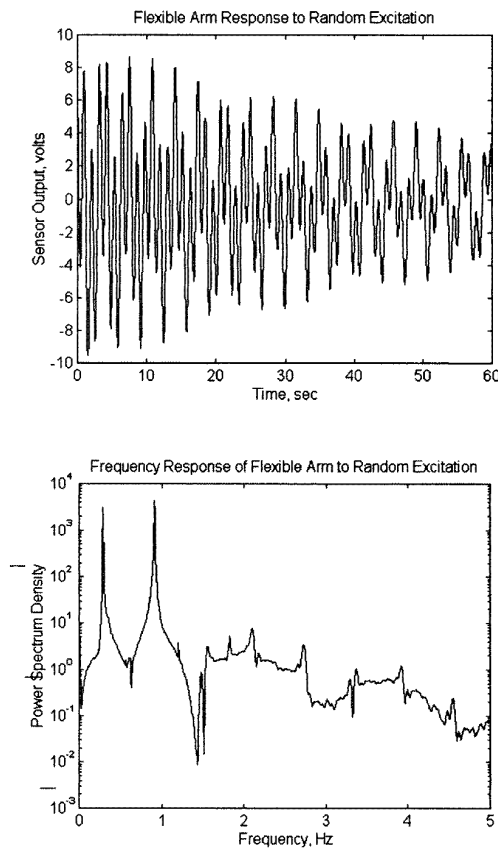 Flexible Arm Response to Random Excitation
Sensor Output, volts
10
8
6
4
2
0
-2
-4
-6
-8
-10
0 10 20 30 40 50 60
Time, sec
Frequency Response of Flexible Arm to Random Excitation
Power Spectrum Density
10^4
10^3
10^2
10^1
10^0
10^-1
10^-2
10^-3
0 1 2 3 4 5
Frequency, Hz